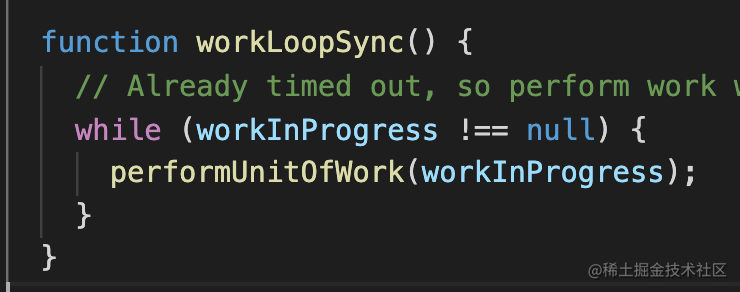 function workLoopSync() {
// Already timed out, so perform work
while (workInProgress !== null) {
performUnitOfWork(workInProgress);
}
}
@稀土掘金技术社区